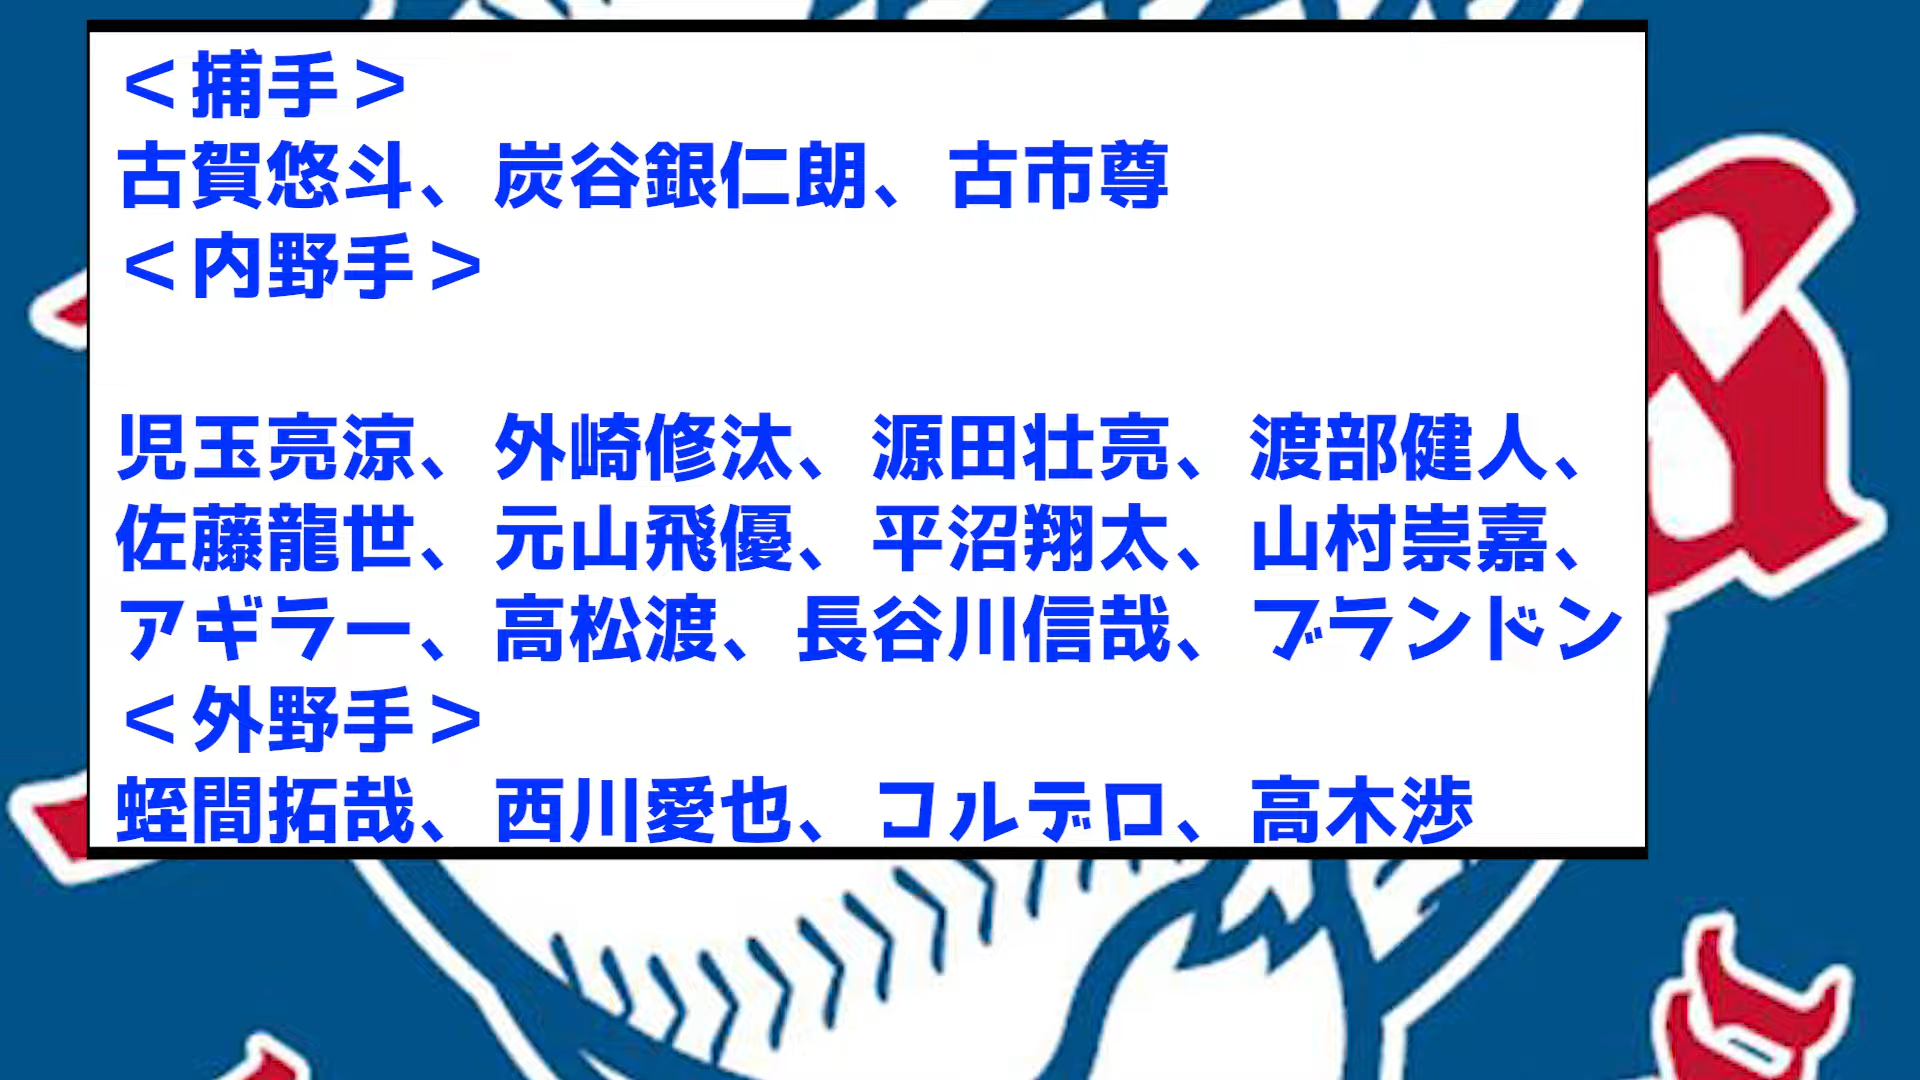 ＜捕手＞
古賀悠斗、炭谷銀仁朗、古市尊
＜内野手＞
児玉亮涼、外崎修汰、源田壮亮、渡部健人、
佐藤龍世、元山飛優、平沼翔太、山村崇嘉、
アギラー、高松渡、長谷川信哉、ブランドン
＜外野手＞
蛭間拓哉、西川愛也、コルデロ、高木渉